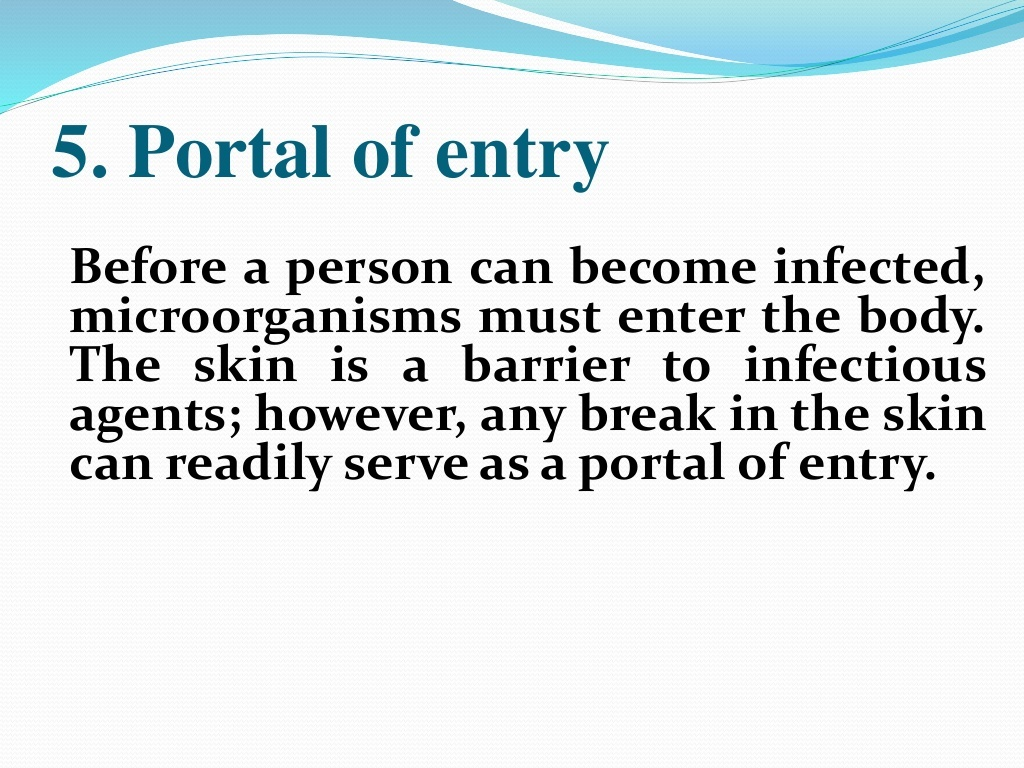 5. Portal of entry
Before a person can become infected,
microorganisms must enter the body.
The skin is a barrier to infectious
agents; however, any break in the skin
can readily serve as a portal of entry.